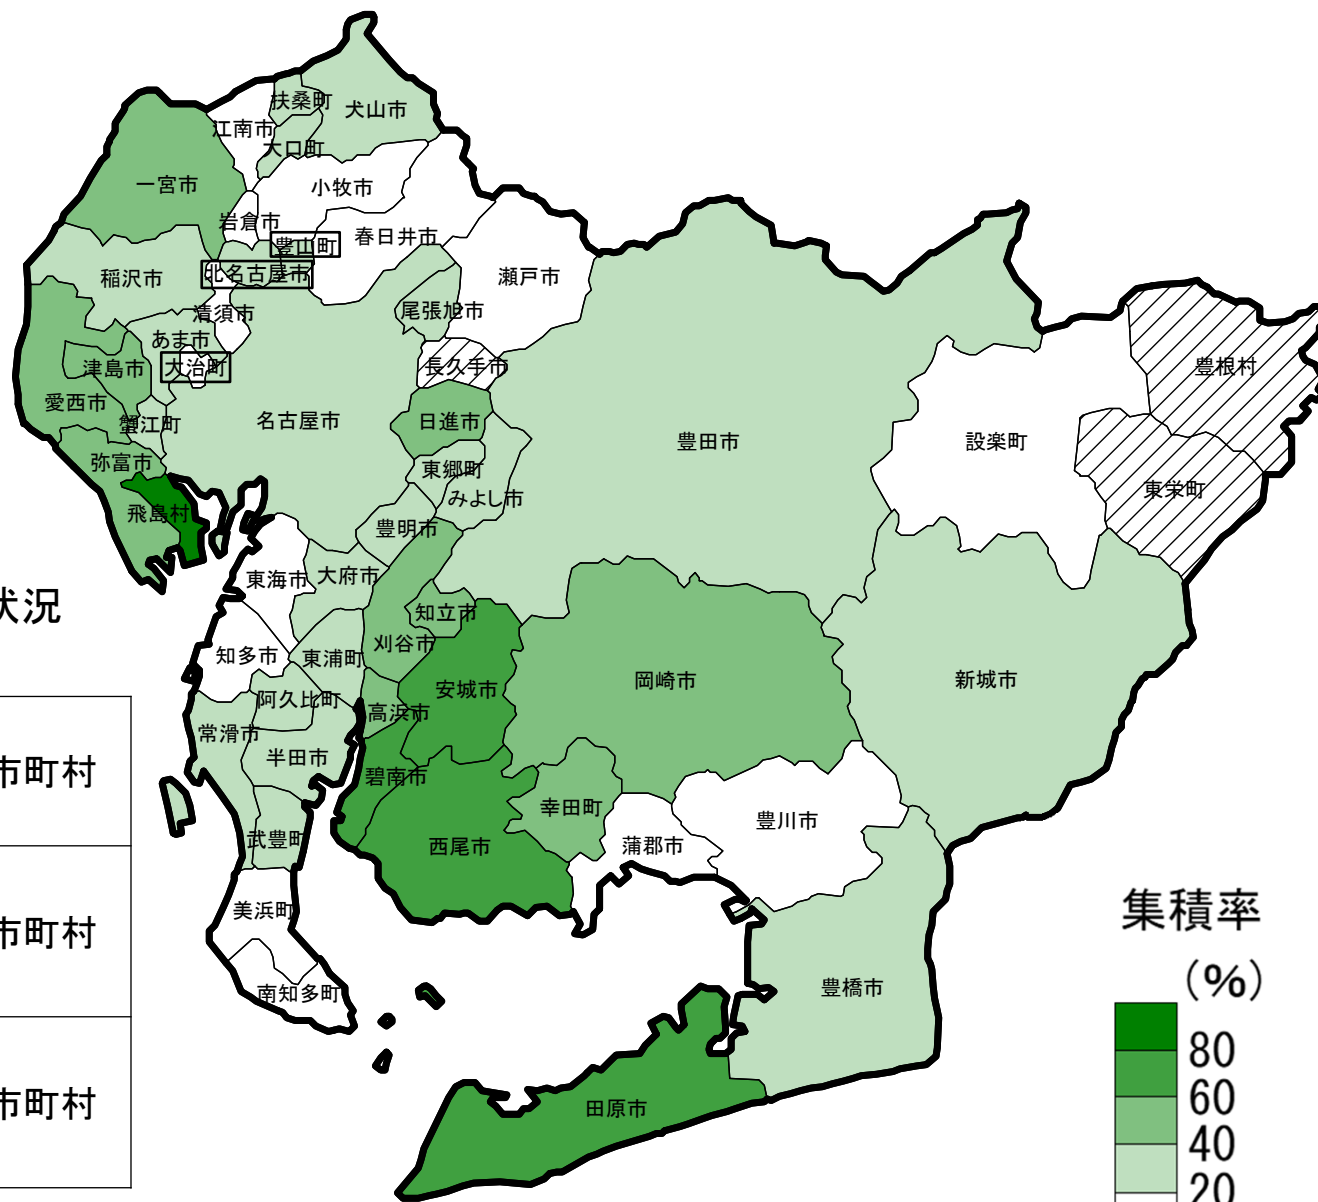 扶桑町
犬山市
江南市
大口町
一宮市
小牧市
岩倉市
春日井市
豊山町
稲沢市
北名古屋市
瀬戸市
清須市
尾張旭市
あま市
津島市
大治町
長久手市
豊根村
愛西市
蟹江町
名古屋市
日進市
豊田市
設楽町
弥富市
東郷町
みよし市
東栄町
飛島村
豊明市
東海市
大府市
状況
知立市
刈谷市
知多市
東浦町
安城市
岡崎市
新城市
阿久比町
高浜市
常滑市
半田市
市町村
碧南市
幸田町
豊川市
武豊町
西尾市
蒲郡市
美浜町
市町村
南知多町
豊橋市
市町村
田原市
集積率
(%)
80
60
40
20